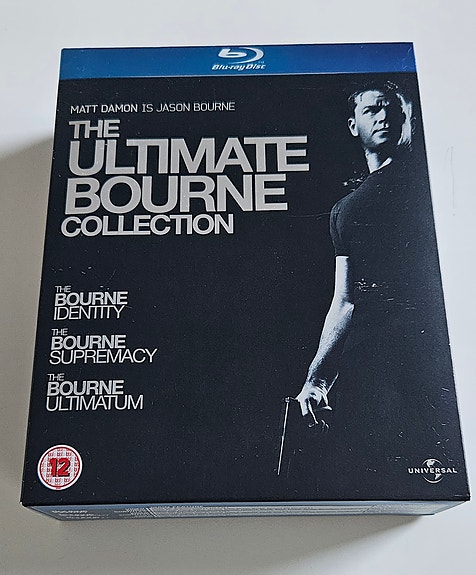 Blu-ray Disc
MATT DAMON IS JASON BOURNE
THE
ULTIMATE
BOURNE
COLLECTION
THE
BOURNE
IDENTITY
THE
BOURNE
SUPREMACY
THE
BOURNE
ULTIMATUM
12
UNIVERSAL